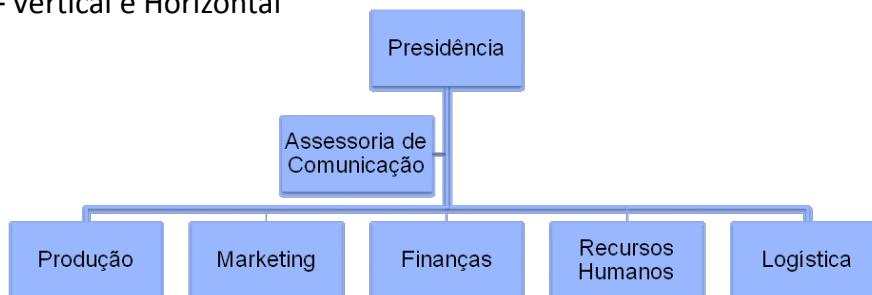 - Vertical e Horizontal
Presidência
Assessoria de
Comunicação
Produção
Marketing
Finanças
Recursos
Humanos
Logística